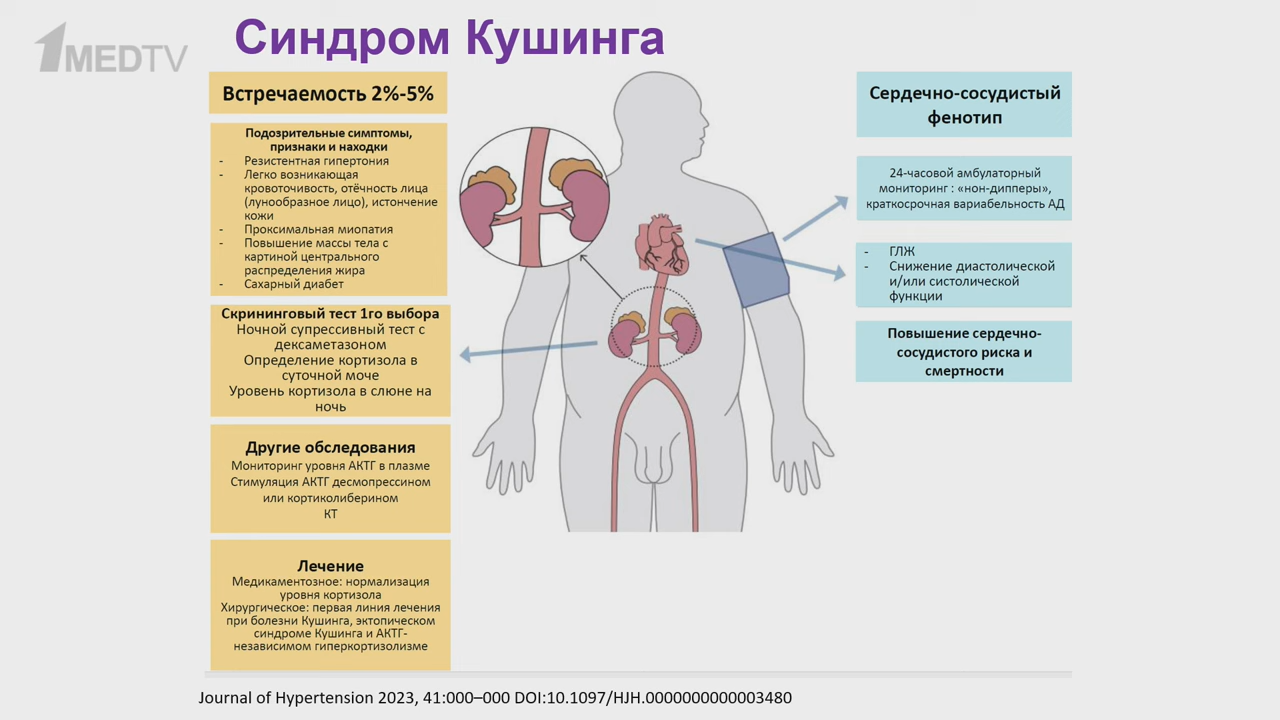 1MEDTV
Синдром Кушинга
Встречаемость 2%-5%
Подозрительные симптомы,
признаки и находки
- Резистентная гипертония
- Легко возникающая
кровоточивость, отёчность лица
(лунообразное лицо), истончение
кожи
- Проксимальная миопатия
- Повышение массы тела с
картиной центрального
распределения жира
- Сахарный диабет
Скрининговый тест 1го выбора
Ночной супрессивный тест с
дексаметазоном
Определение кортизола в
суточной моче
Уровень кортизола в слюне на
ночь
Другие обследования
Мониторинг уровня АКТГ в плазме
Стимуляция АКТГ десмопрессином
или кортиколиберином
КТ
Лечение
Медикаментозное: нормализация
уровня кортизола
Хирургическое: первая линия лечения
при болезни Кушинга, эктопическом
синдроме Кушинга и АКТГ-
независимом гиперкортизолизме
Сердечно-сосудистый
фенотип
24-часовой амбулаторный
мониторинг : «нон-дипперы»,
краткосрочная вариабельность АД
- ГЛЖ
- Снижение диастолической
и/или систолической
функции
Повышение сердечно-
сосудистого риска и
смертности
Journal of Hypertension 2023, 41:000–000 DOI:10.1097/HJH.0000000000003480